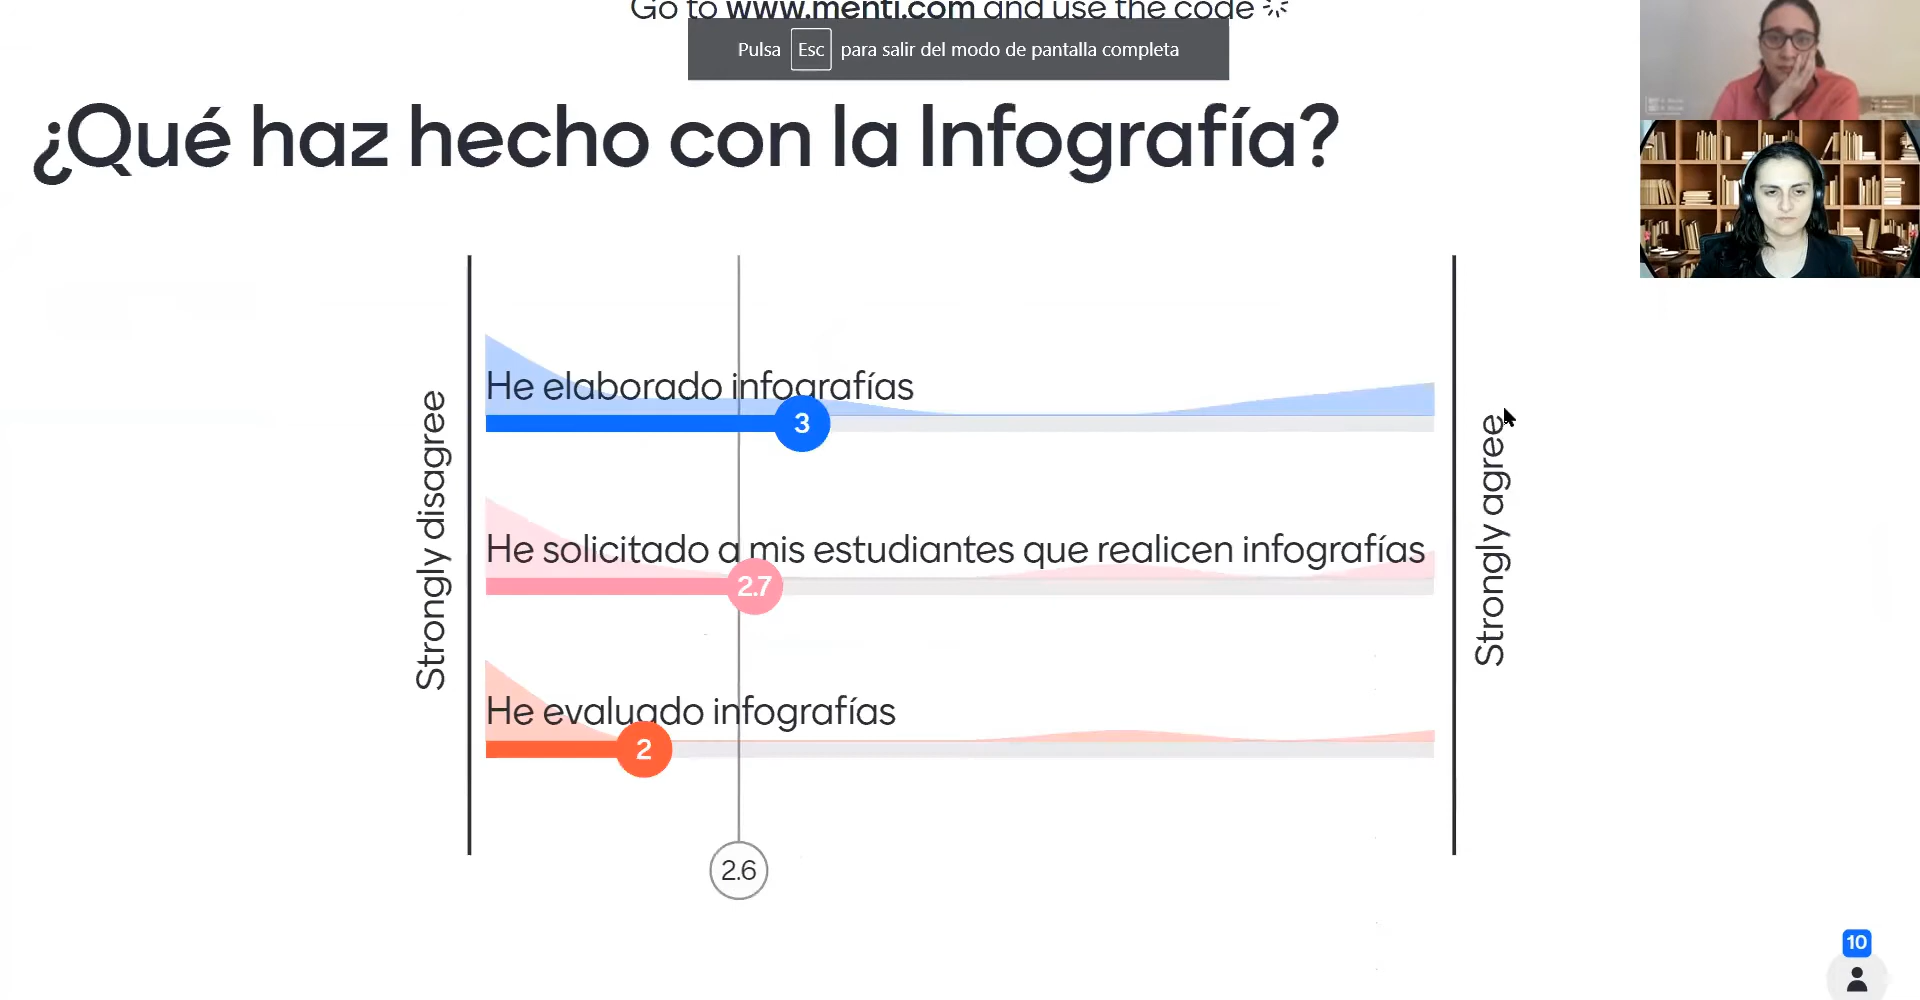 Go to www.menti.com and use the code
Pulsa Esc para salir del modo de pantalla completa
¿Qué haz hecho con la Infografía?
Strongly disagree
He elaborado infografías
3
He solicitado a mis estudiantes que realicen infografías
2.7
He evaluado infografías
2
2.6
Strongly agree
10